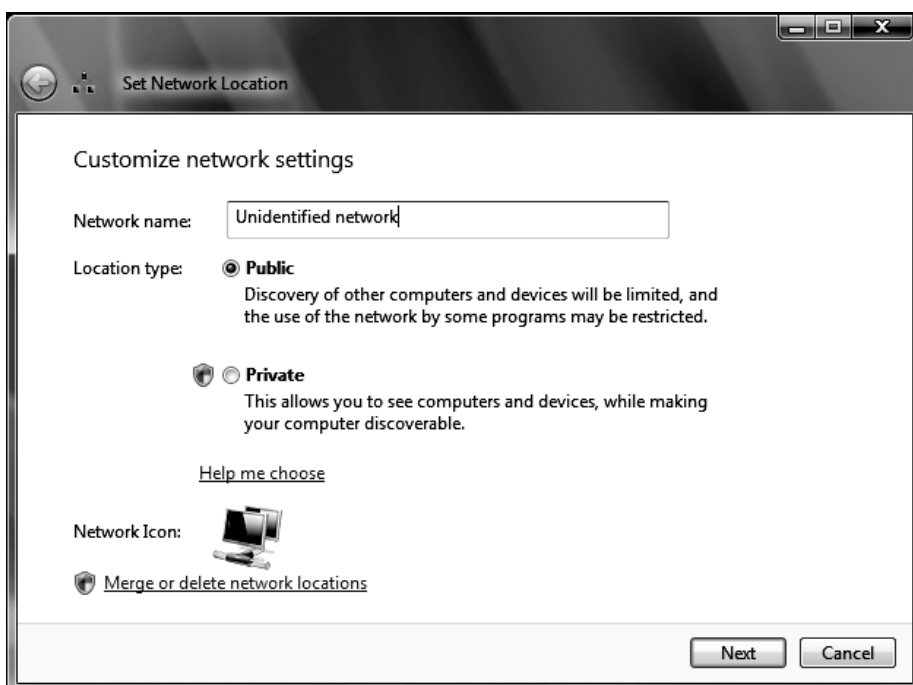 Set Network Location
Customize network settings
Network name: Unidentified network
Location type: Public
Discovery of other computers and devices will be limited, and
the use of the network by some programs may be restricted.
Private
This allows you to see computers and devices, while making
your computer discoverable.
Help me choose
Network Icon:
Merge or delete network locations
Next Cancel